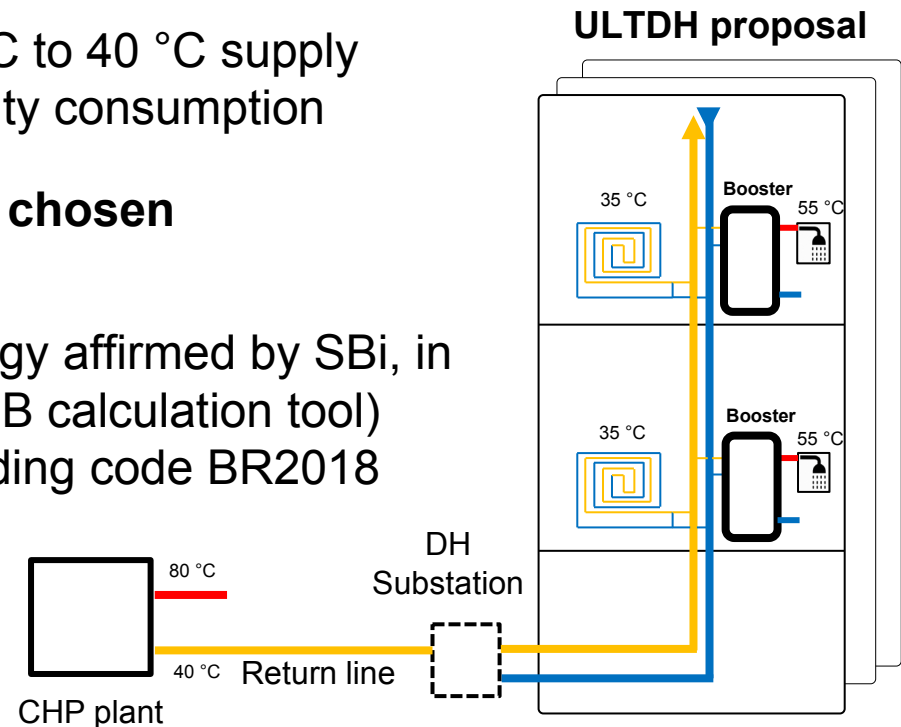 C to 40 °C supply
ty consumption
chosen
gy affirmed by SBi, in
B calculation tool)
ding code BR2018
ULTDH proposal
35 °C
Booster
55 °C
35 °C
Booster
55 °C
DH
Substation
80 °C
40 °C
Return line
CHP plant